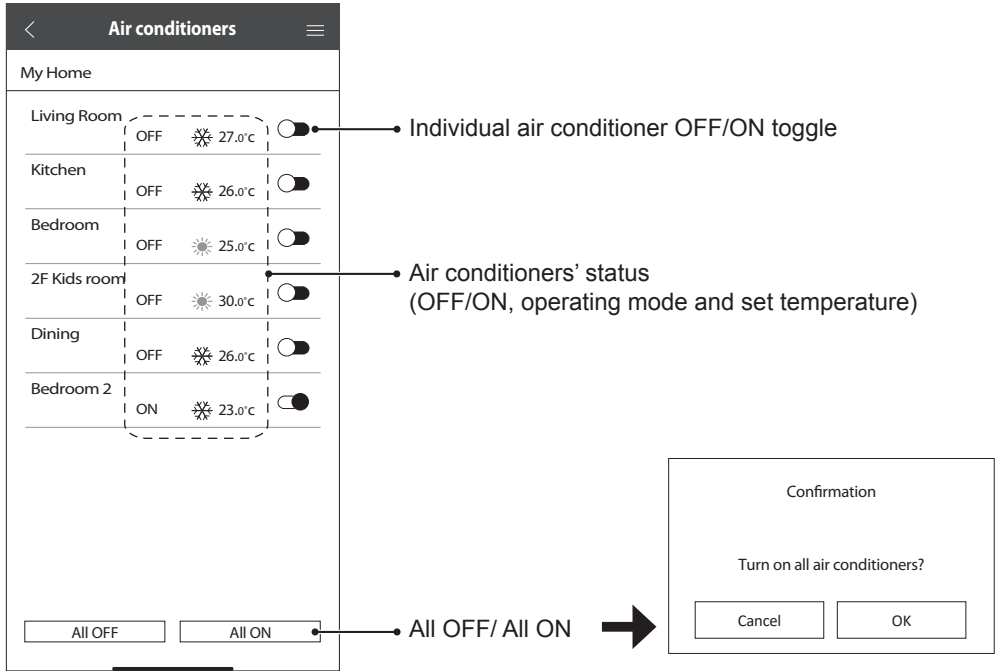 Air conditioners
My Home
Living Room
OFF 27.0°c
Individual air conditioner OFF/ON toggle
Kitchen
OFF 26.0°c
Bedroom
OFF 25.0°c
Air conditioners’ status
(OFF/ON, operating mode and set temperature)
2F Kids room
OFF 30.0°c
Dining
OFF 26.0°c
Bedroom 2
ON 23.0°c
All OFF All ON
All OFF/ All ON
Confirmation
Turn on all air conditioners?
Cancel OK